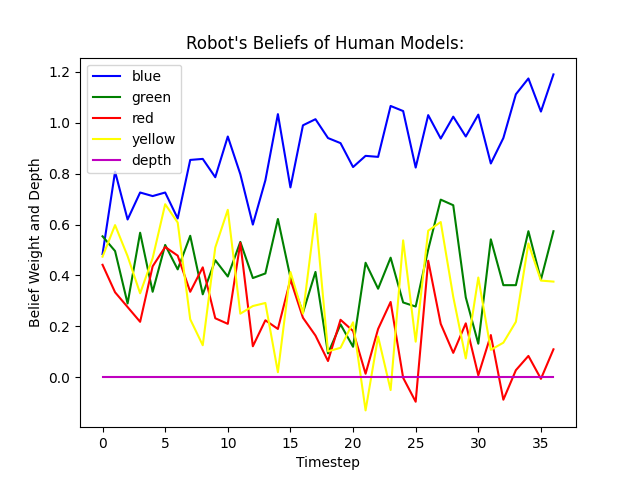 Robot's Beliefs of Human Models:
blue
green
red
yellow
depth
Belief Weight and Depth
1.2
1.0
0.8
0.6
0.4
0.2
0.0
0 5 10 15 20 25 30 35
Timestep